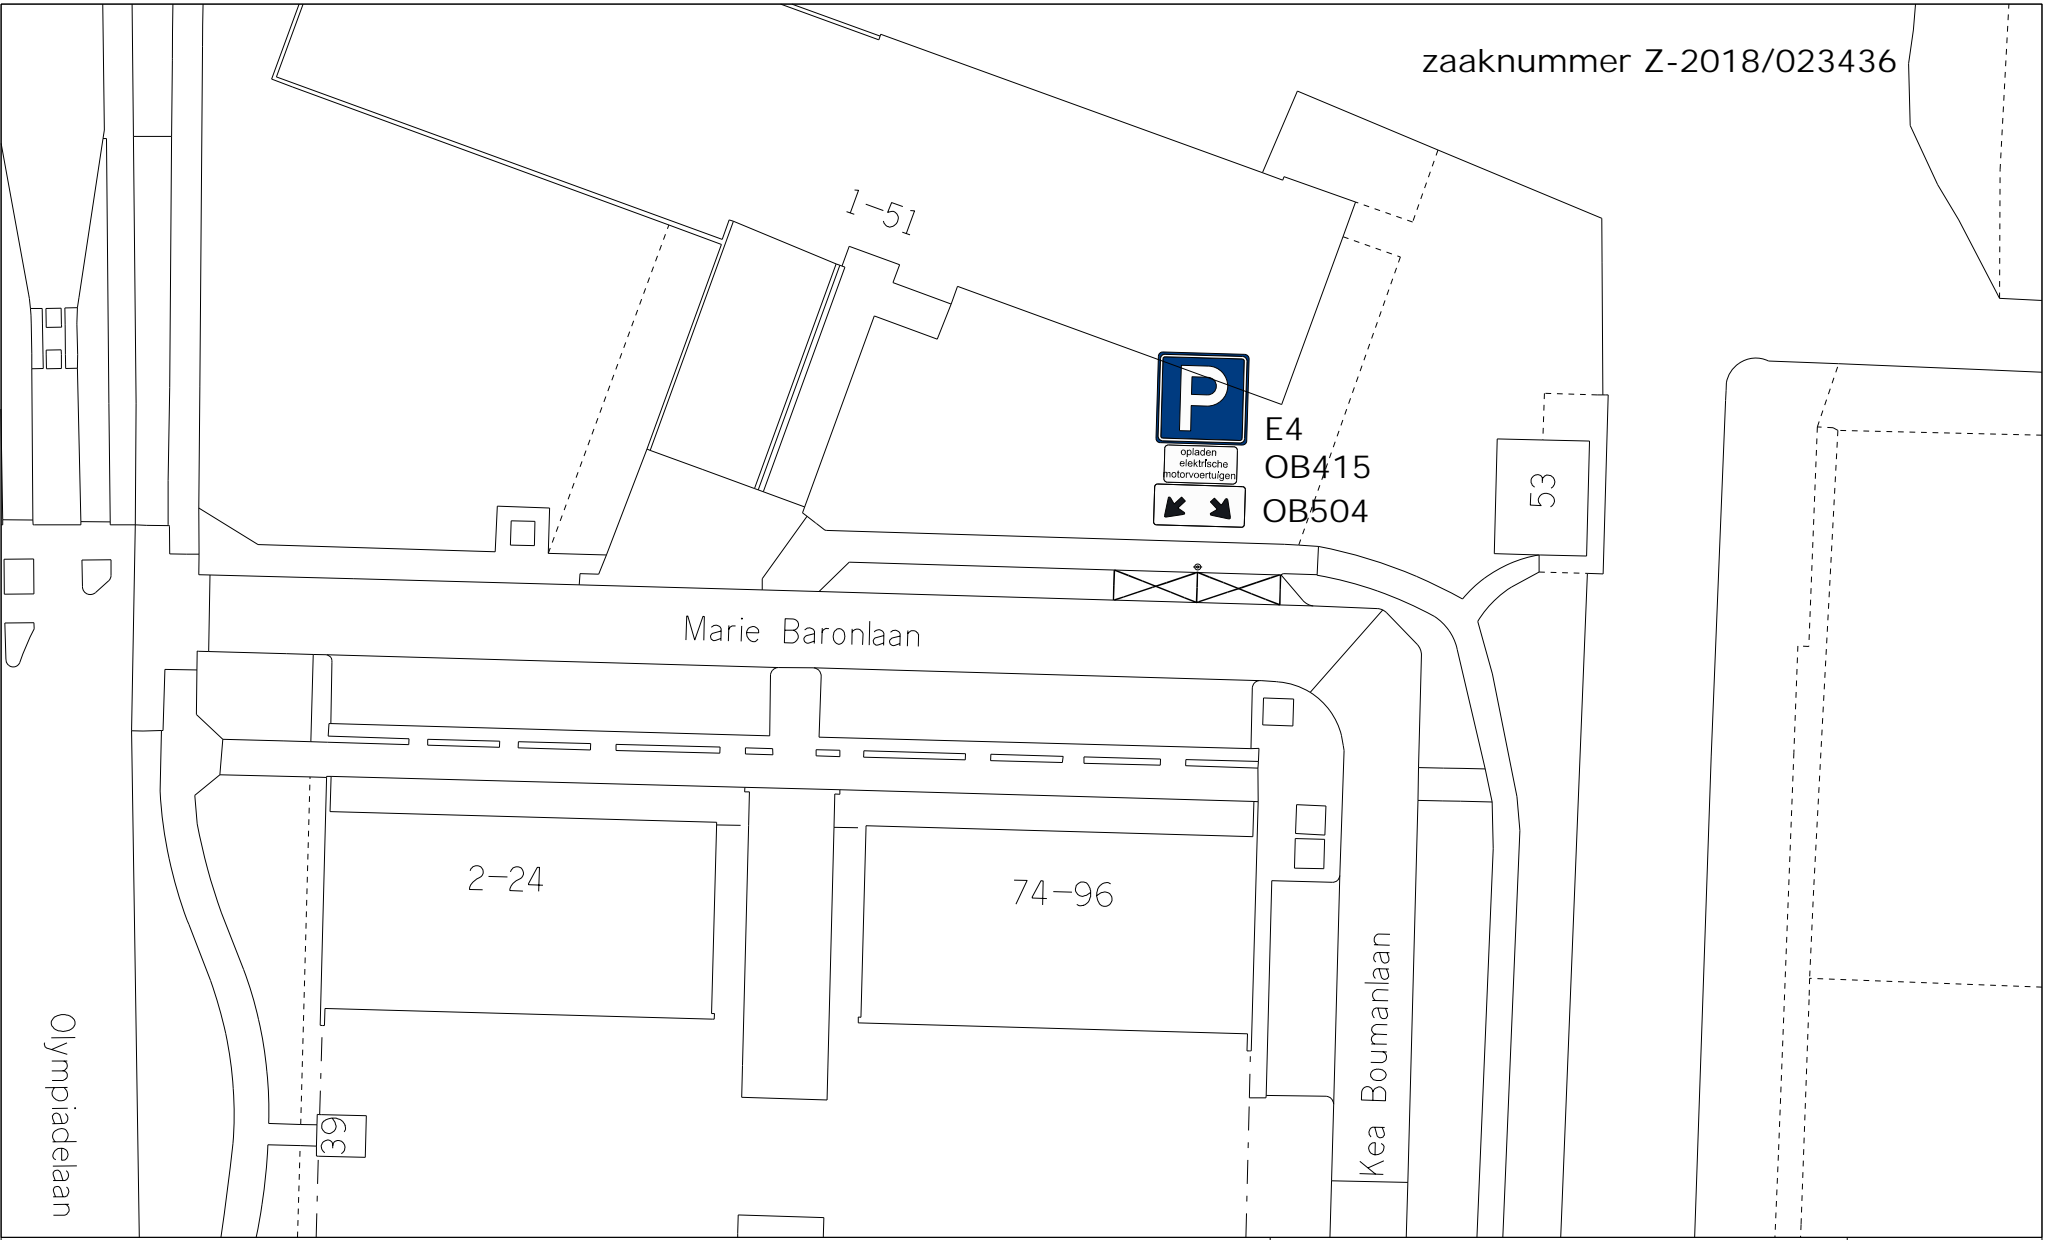 zaaknummer Z-2018/023436
1-51
P
E4
opladen
elektrische
motorvoertuigen
OB415
OB504
53
Marie Baronlaan
2-24
74-96
Kea Boumanlaan
Olympiadelaan
39